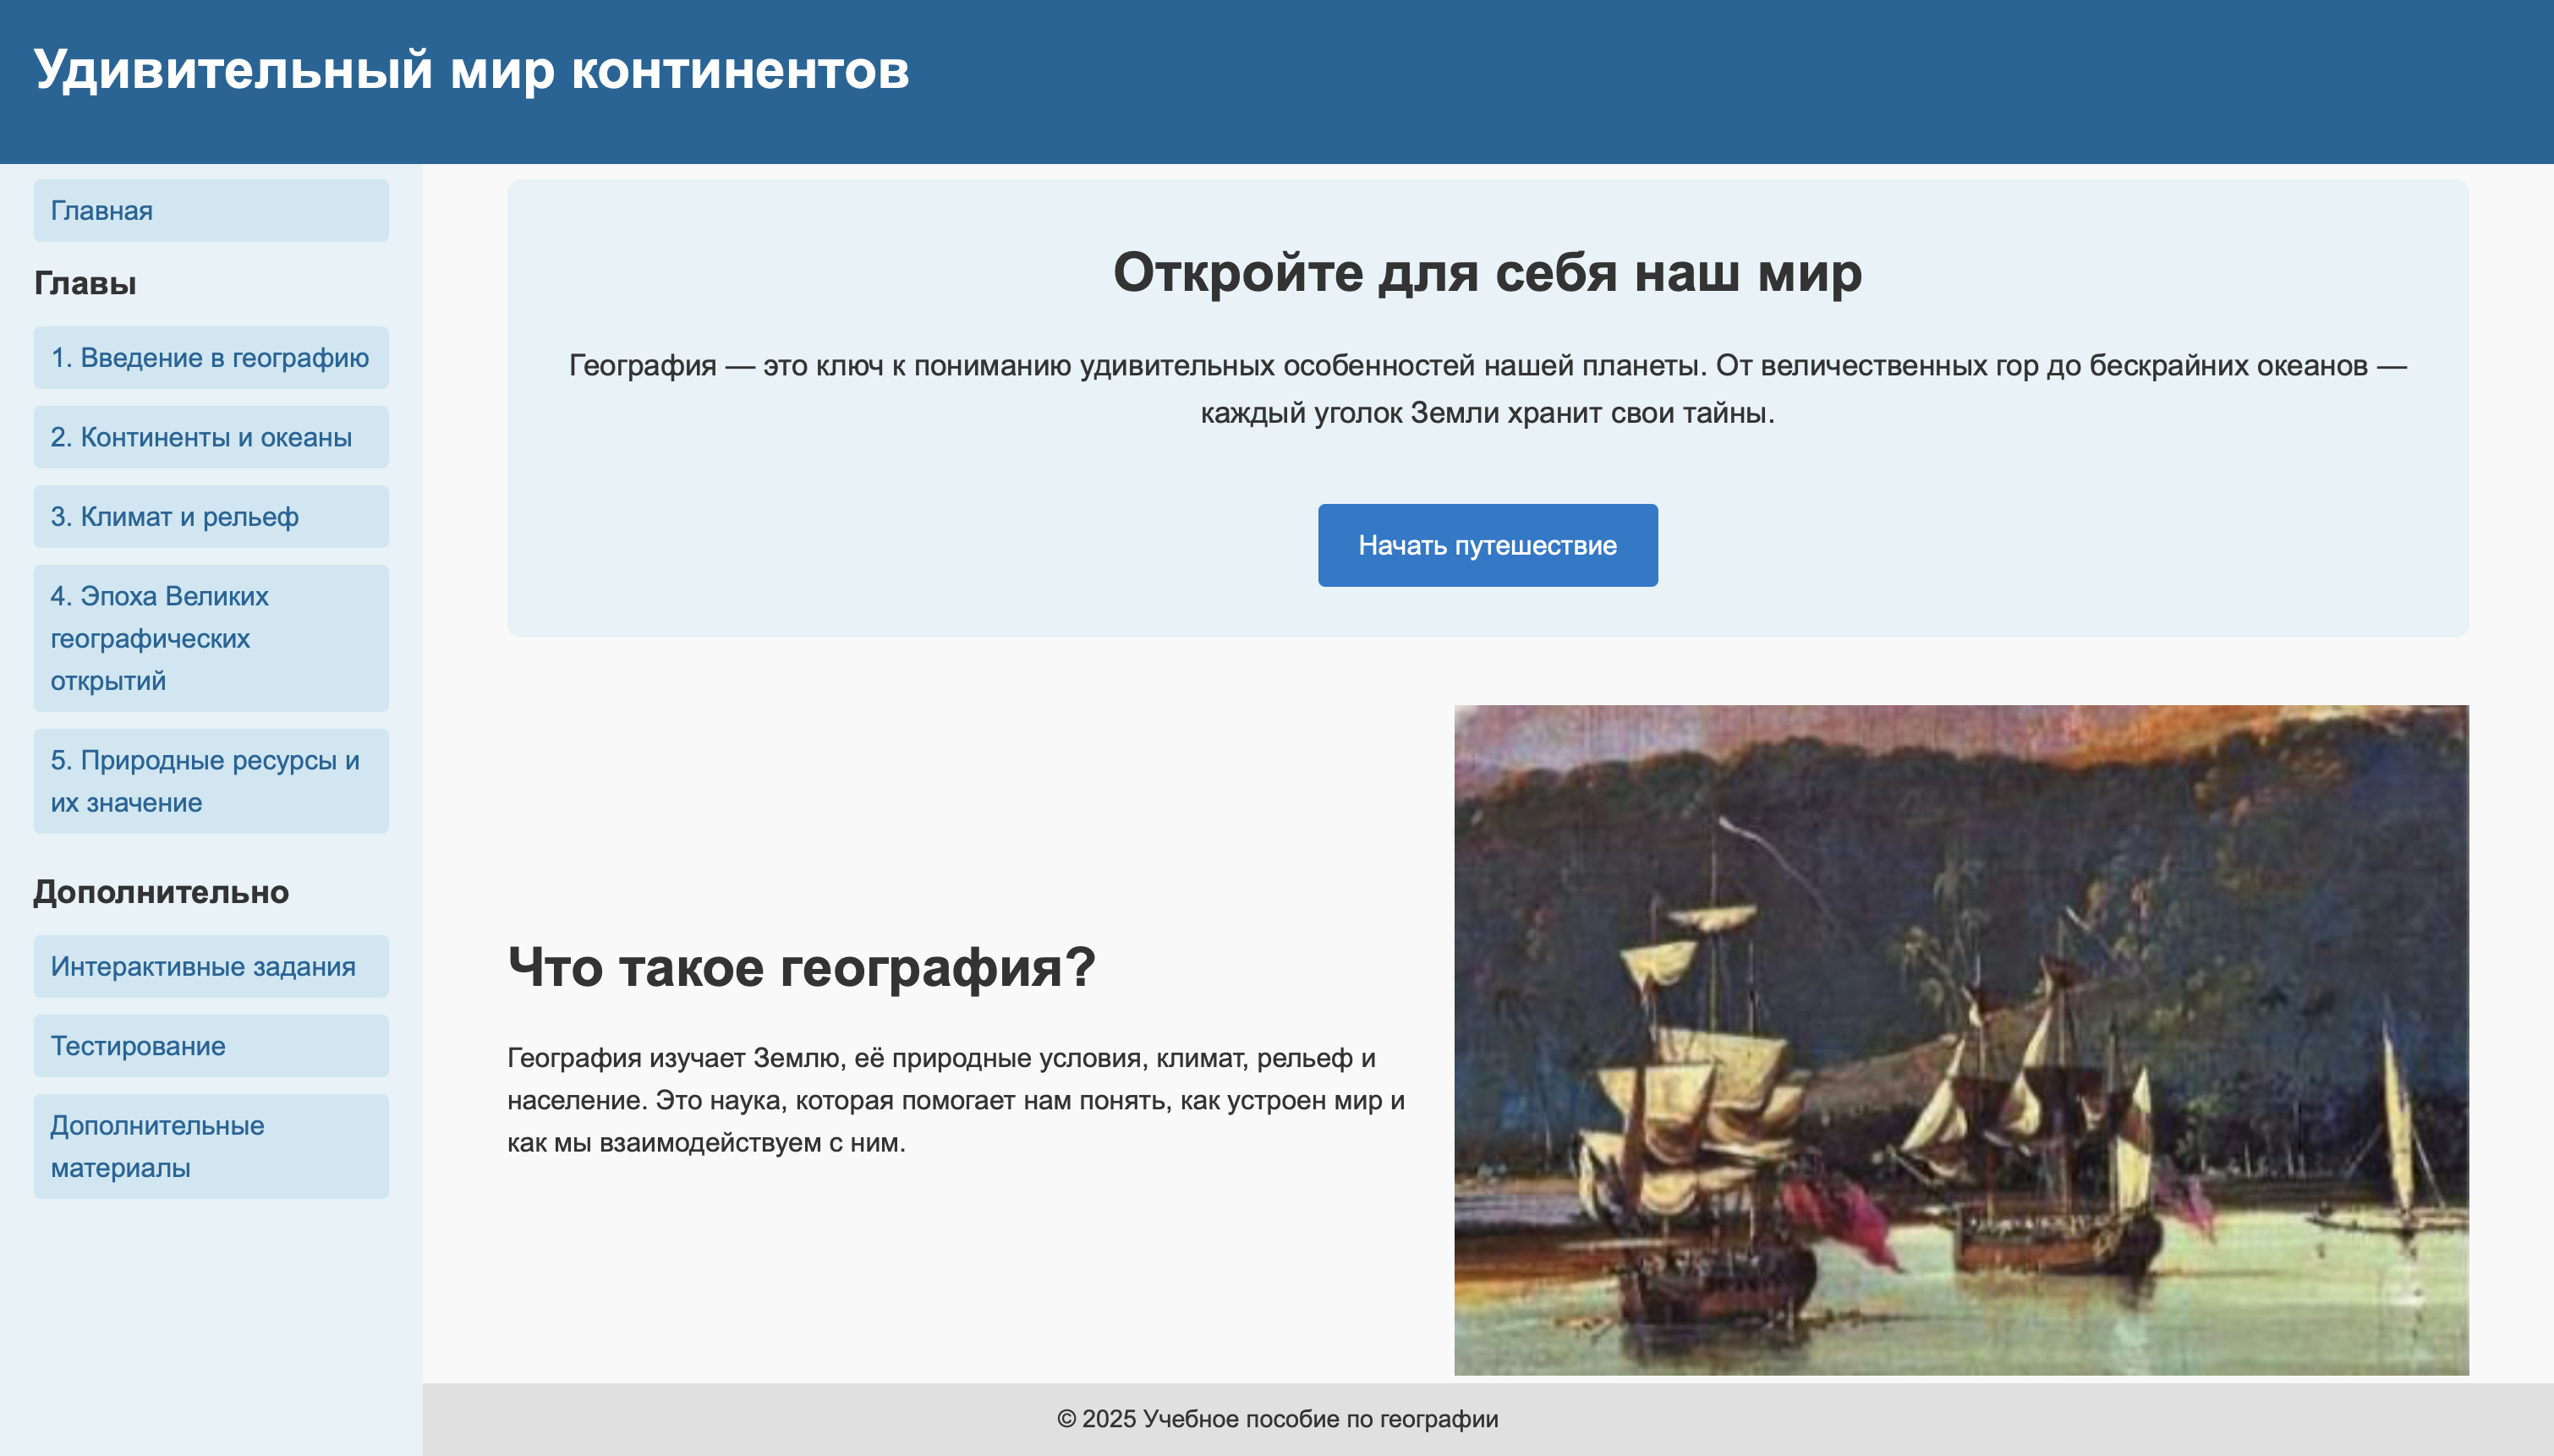 Удивительный мир континентов
Главная
Главы
1. Введение в географию
2. Континенты и океаны
3. Климат и рельеф
4. Эпоха Великих
географических
открытий
5. Природные ресурсы и
их значение
Дополнительно
Интерактивные задания
Тестирование
Дополнительные
материалы
Откройте для себя наш мир
География — это ключ к пониманию удивительных особенностей нашей планеты. От величественных гор до бескрайних океанов —
каждый уголок Земли хранит свои тайны.
Начать путешествие
Что такое география?
География изучает Землю, её природные условия, климат, рельеф и
население. Это наука, которая помогает нам понять, как устроен мир и
как мы взаимодействуем с ним.
© 2025 Учебное пособие по географии